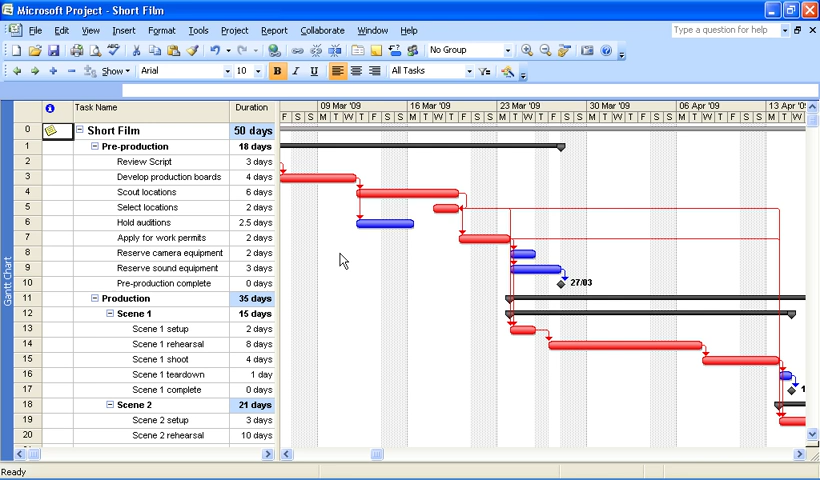 Microsoft Project - Short Film
File Edit View Insert Format Tools Project Report Collaborate Window Help
Type a question for help
No Group
Show Arial 10 B I U All Tasks
Task Name Duration 09 Mar '09 16 Mar '09 23 Mar '09 30 Mar '09 06 Apr '09 13 Apr '09
F S S M T W T F S S M T W T F S S M T W T F S S M T W T F S S M T W T F S S M T W
0 Short Film 50 days
1 Pre-production 18 days
2 Review Script 3 days
3 Develop production boards 4 days
4 Scout locations 6 days
5 Select locations 2 days
6 Hold auditions 2.5 days
7 Apply for work permits 2 days
8 Reserve camera equipment 2 days
9 Reserve sound equipment 3 days
10 Pre-production complete 0 days 27/03
11 Production 35 days
12 Scene 1 15 days
13 Scene 1 setup 2 days
14 Scene 1 rehearsal 8 days
15 Scene 1 shoot 4 days
16 Scene 1 teardown 1 day
17 Scene 1 complete 0 days
18 Scene 2 21 days
19 Scene 2 setup 3 days
20 Scene 2 rehearsal 10 days
Gantt Chart
Ready